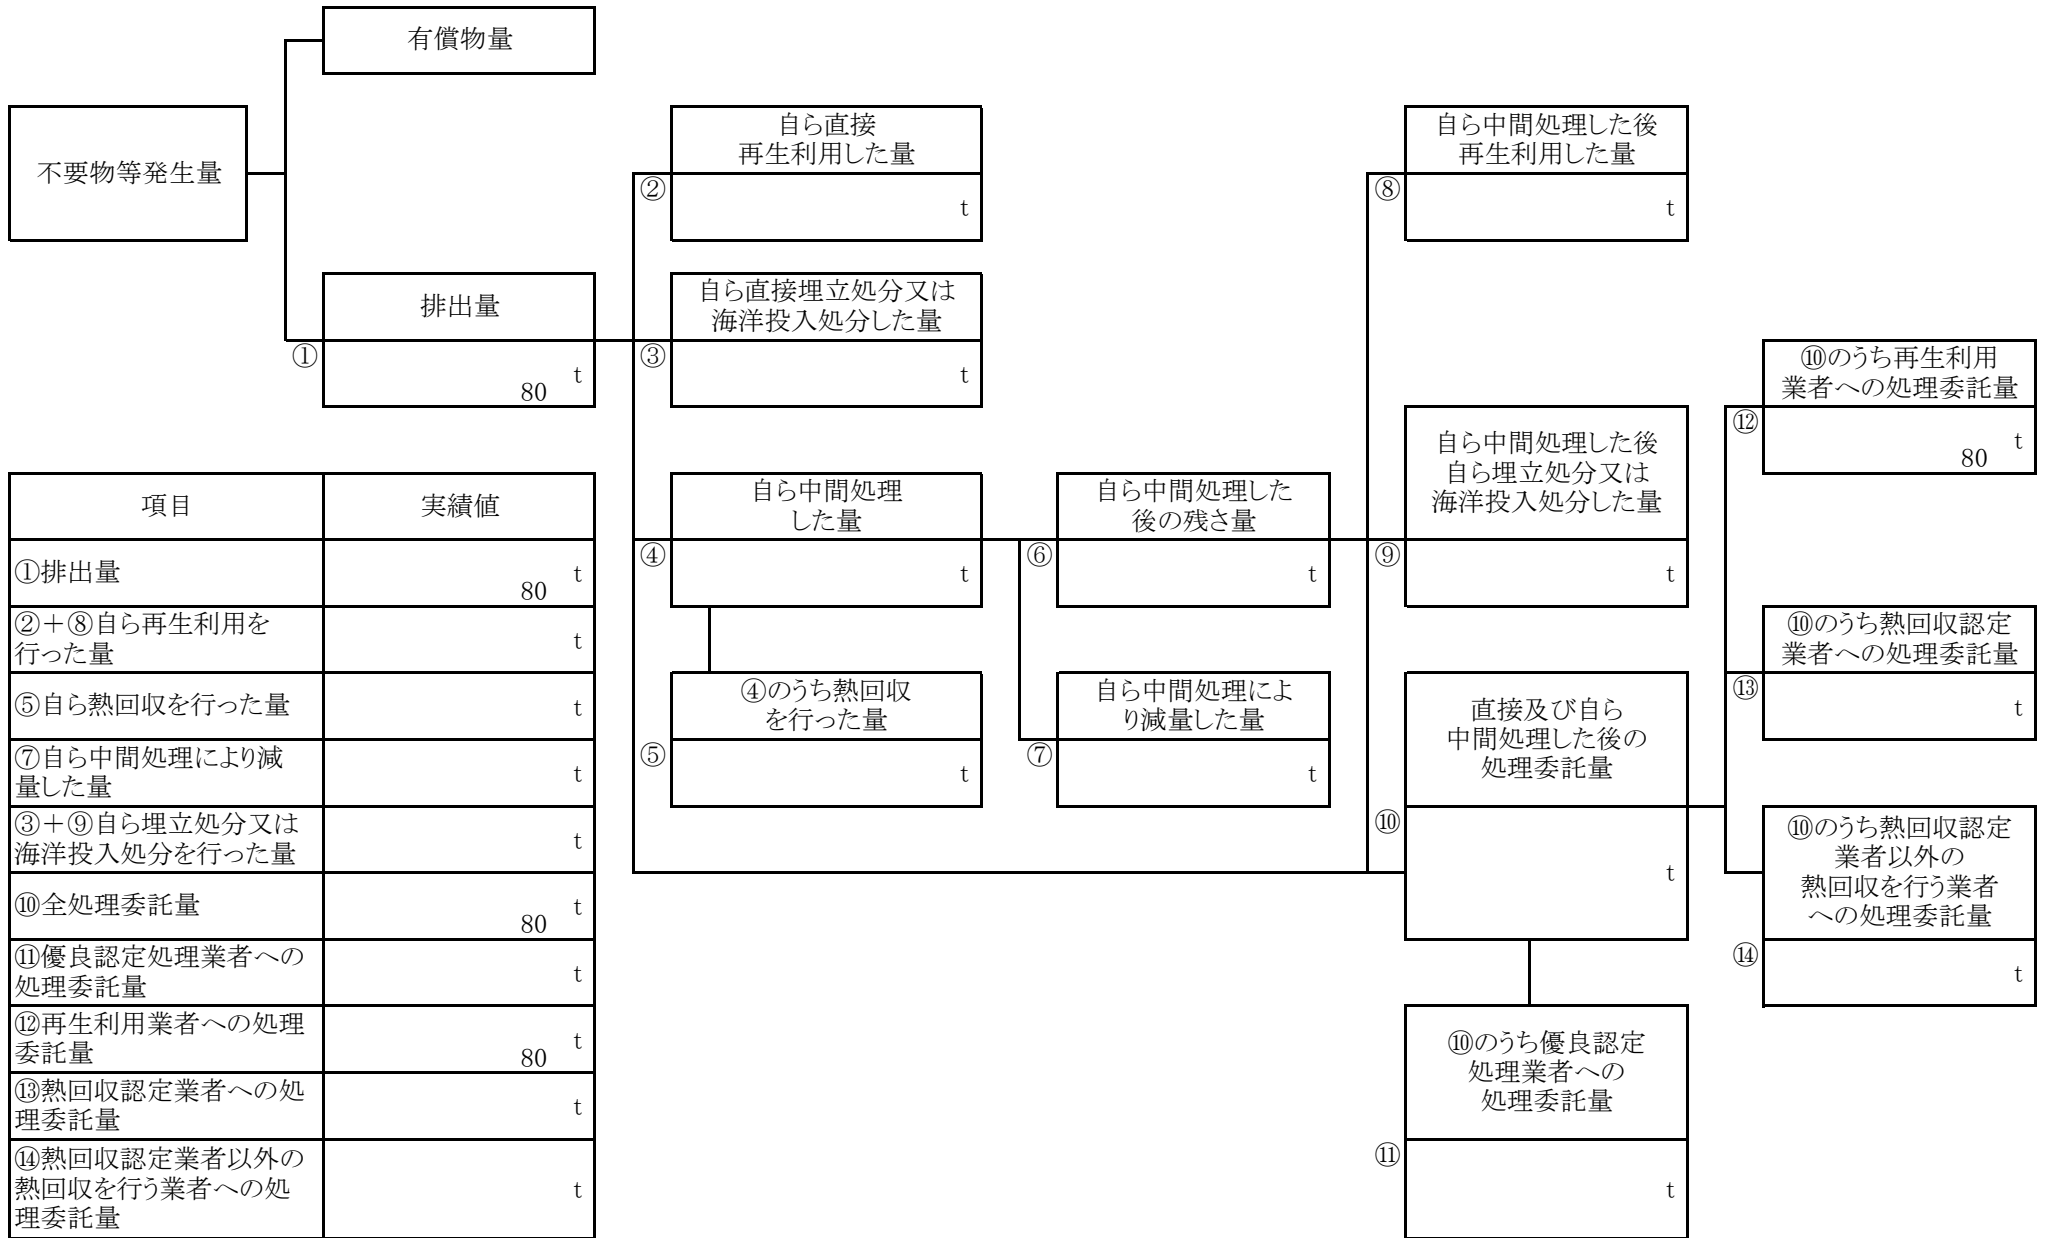 有償物量
不要物等発生量
排出量
①
t
80
自ら直接
再生利用した量
②
t
自ら直接埋立処分又は
海洋投入処分した量
③
t
自ら中間処理
した量
④
t
④のうち熱回収
を行った量
⑤
t
自ら中間処理した
後の残さ量
⑥
t
自ら中間処理によ
り減量した量
⑦
t
自ら中間処理した後
再生利用した量
⑧
t
自ら中間処理した後
自ら埋立処分又は
海洋投入処分した量
⑨
t
直接及び自ら
中間処理した後の
処理委託量
⑩
t
⑩のうち優良認定
処理業者への
処理委託量
⑪
t
⑩のうち再生利用
業者への処理委託量
⑫
t
80
⑩のうち熱回収認定
業者への処理委託量
⑬
t
⑩のうち熱回収認定
業者以外の
熱回収を行う業者
への処理委託量
⑭
t
項目 実績値
①排出量 t
80
②＋⑧自ら再生利用を
行った量 t
⑤自ら熱回収を行った量 t
⑦自ら中間処理により減
量した量 t
③＋⑨自ら埋立処分又は
海洋投入処分を行った量 t
⑩全処理委託量 t
80
⑪優良認定処理業者への
処理委託量 t
⑫再生利用業者への処理
委託量 t
80
⑬熱回収認定業者への処
理委託量 t
⑭熱回収認定業者以外の
熱回収を行う業者への処 t
理委託量